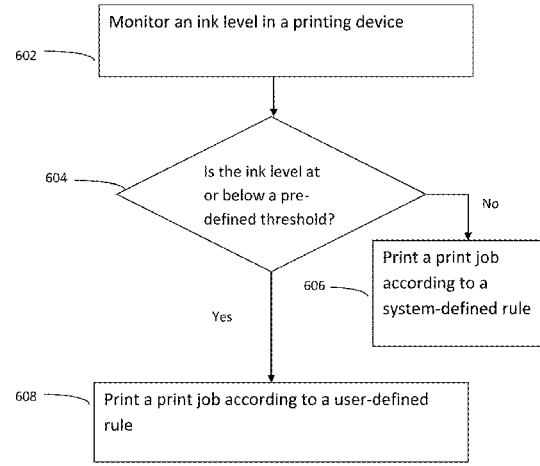 Monitor an ink level in a printing device
602
604
Is the ink level at
or below a pre-
defined threshold?
No
Print a print job
according to a
system-defined rule
606
Yes
608
Print a print job according to a user-defined
rule